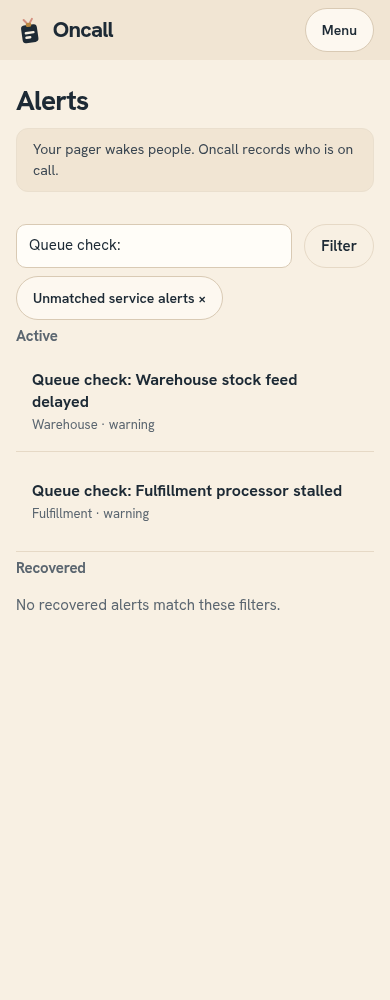 Oncall
Menu
Alerts
Your pager wakes people. Oncall records who is on
call.
Queue check:
Filter
Unmatched service alerts ×
Active
Queue check: Warehouse stock feed
delayed
Warehouse · warning
Queue check: Fulfillment processor stalled
Fulfillment · warning
Recovered
No recovered alerts match these filters.